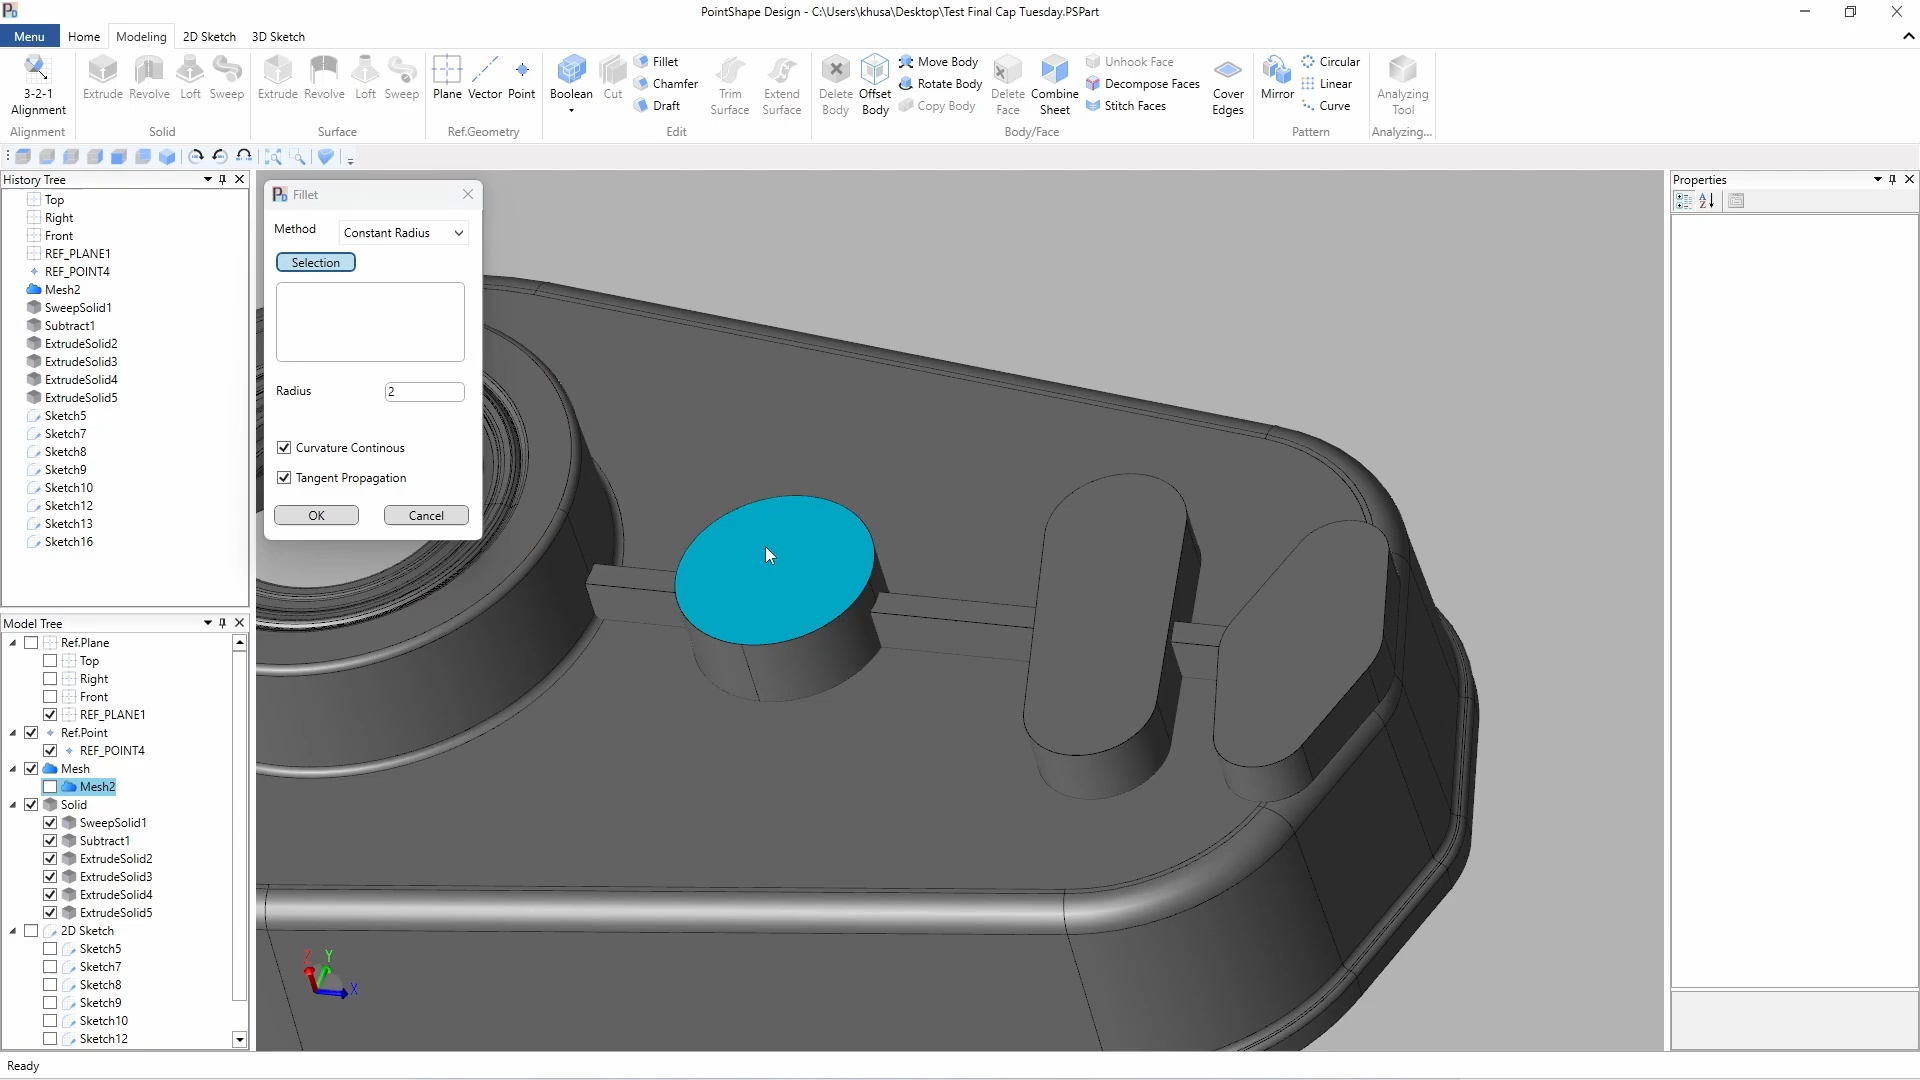 PointShape Design - C:\Users\khusa\Desktop\Test Final Cap Tuesday.PSPart
Menu Home Modeling 2D Sketch 3D Sketch
3-2-1 Alignment
Extrude Revolve Loft Sweep
Extrude Revolve Loft Sweep
Plane Vector Point
Boolean Cut
Fillet
Chamfer
Draft
Trim Surface
Extend Surface
Delete Body
Offset Body
Move Body
Rotate Body
Copy Body
Delete Face
Combine Sheet
Unhook Face
Decompose Faces
Stitch Faces
Cover Edges
Mirror
Circular
Linear
Curve
Analyzing Tool
Alignment Solid Surface Ref.Geometry Edit Body/Face Pattern Analyzing...
History Tree
Top
Right
Front
REF_PLANE1
REF_POINT4
Mesh2
SweepSolid1
Subtract1
ExtrudeSolid2
ExtrudeSolid3
ExtrudeSolid4
ExtrudeSolid5
Sketch5
Sketch7
Sketch8
Sketch9
Sketch10
Sketch12
Sketch13
Sketch16
Model Tree
Ref.Plane
Top
Right
Front
REF_PLANE1
Ref.Point
REF_POINT4
Mesh
Mesh2
Solid
SweepSolid1
Subtract1
ExtrudeSolid2
ExtrudeSolid3
ExtrudeSolid4
ExtrudeSolid5
2D Sketch
Sketch5
Sketch7
Sketch8
Sketch9
Sketch10
Sketch12
Fillet
Method Constant Radius
Selection
Radius 2
Curvature Continous
Tangent Propagation
OK Cancel
Z Y X
Properties
Ready